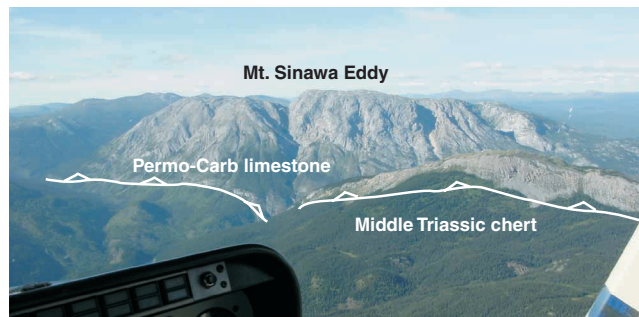 Mt. Sinawa Eddy
Permo-Carb limestone
Middle Triassic chert